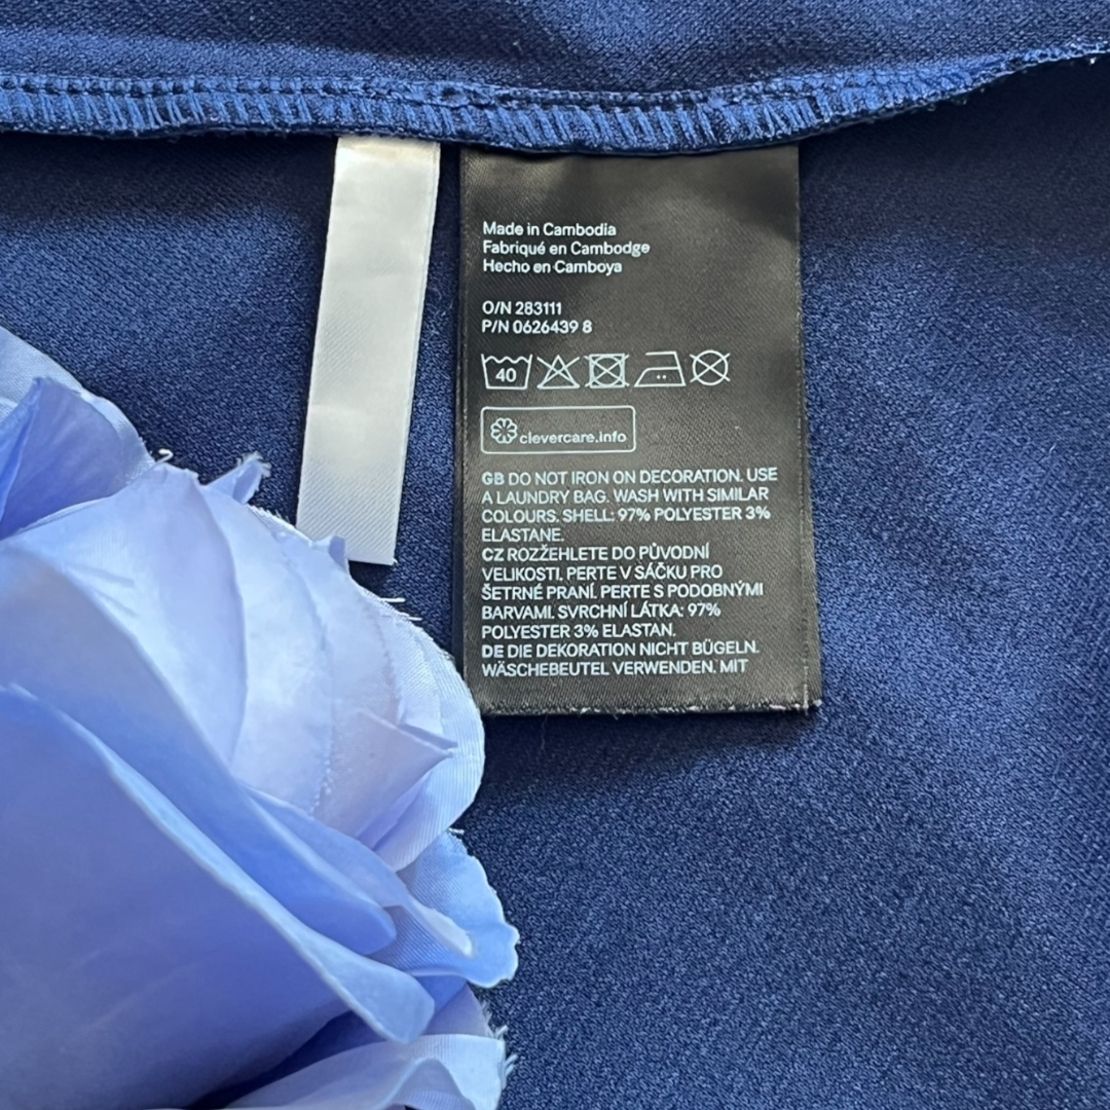 Made in Cambodia
Fabriqué en Cambodge
Hecho en Camboya
O/N 283111
P/N 0626439 8
40
clevercare.info
GB DO NOT IRON ON DECORATION. USE
A LAUNDRY BAG. WASH WITH SIMILAR
COLOURS. SHELL: 97% POLYESTER 3%
ELASTANE.
CZ ROZŽEHLETE DO PŮVODNÍ
VELIKOSTI. PERTE V SÁČKU PRO
ŠETRNÉ PRANÍ. PERTE S PODOBNÝMI
BARVAMI. SVRCHNÍ LÁTKA: 97%
POLYESTER 3% ELASTAN.
DE DIE DEKORATION NICHT BÜGELN.
WÄSCHEBEUTEL VERWENDEN. MIT